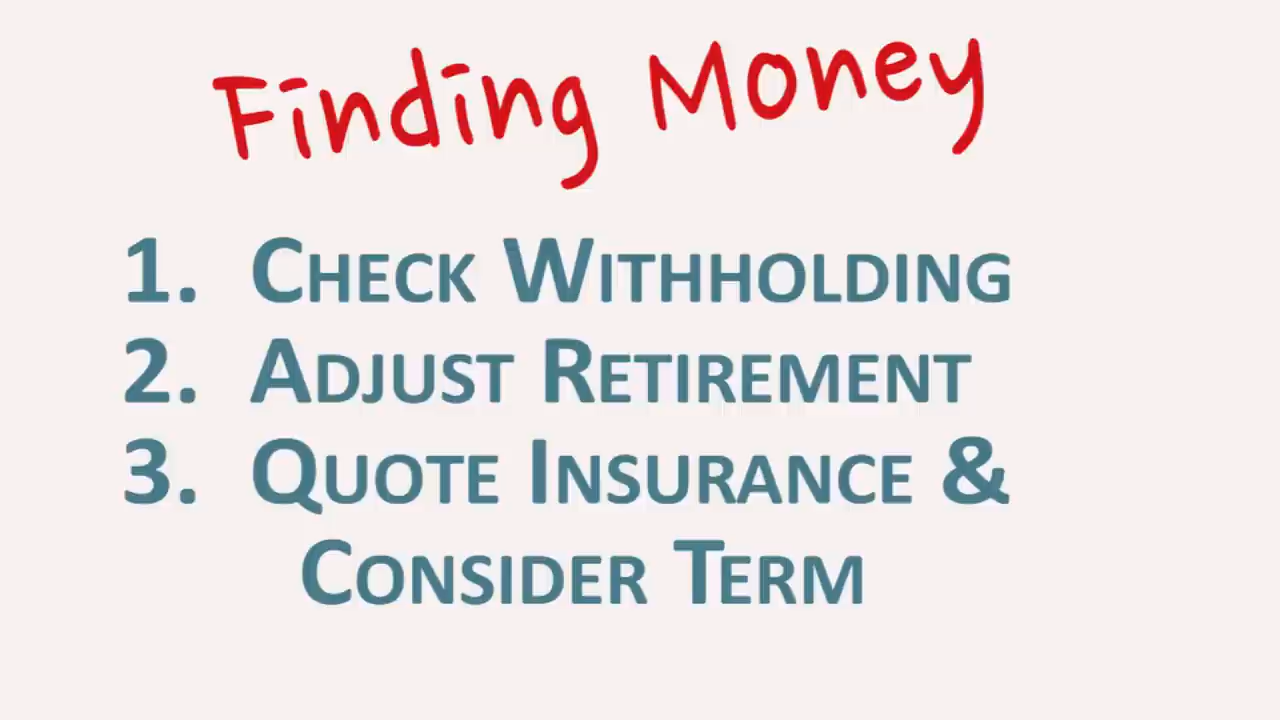 Finding Money
1. Check Withholding
2. Adjust Retirement
3. Quote Insurance &
Consider Term